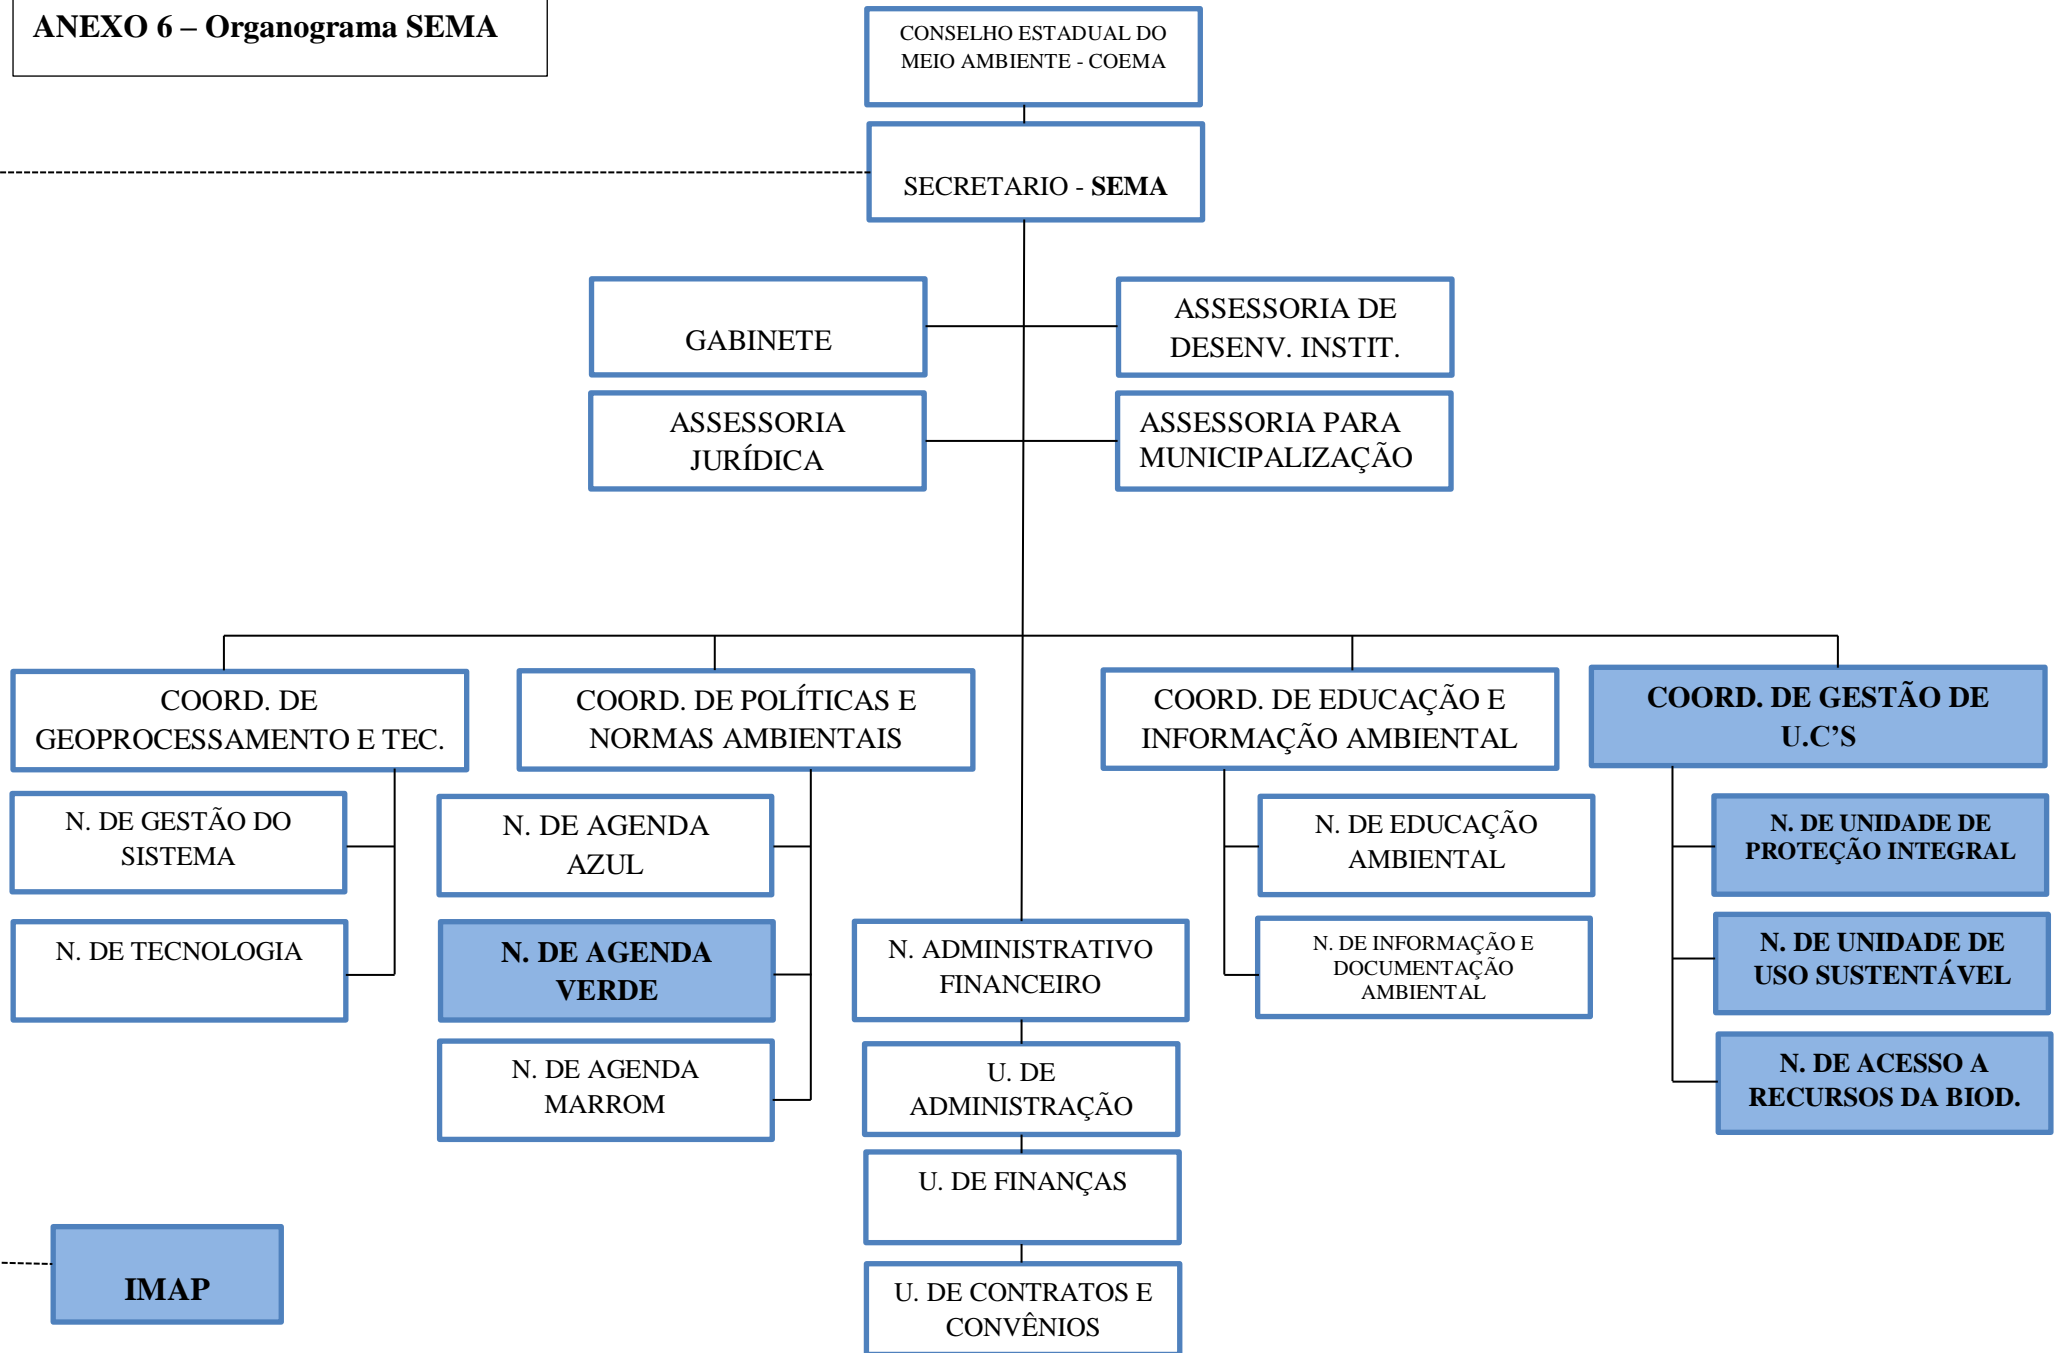 ANEXO 6 – Organograma SEMA
CONSELHO ESTADUAL DO
MEIO AMBIENTE - COEMA
SECRETARIO - SEMA
GABINETE
ASSESSORIA DE
DESENV. INSTIT.
ASSESSORIA
JURÍDICA
ASSESSORIA PARA
MUNICIPALIZAÇÃO
COORD. DE
GEOPROCESSAMENTO E TEC.
N. DE GESTÃO DO
SISTEMA
N. DE TECNOLOGIA
COORD. DE POLÍTICAS E
NORMAS AMBIENTAIS
N. DE AGENDA
AZUL
N. DE AGENDA
VERDE
N. DE AGENDA
MARROM
N. ADMINISTRATIVO
FINANCEIRO
U. DE
ADMINISTRAÇÃO
U. DE FINANÇAS
U. DE CONTRATOS E
CONVÊNIOS
COORD. DE EDUCAÇÃO E
INFORMAÇÃO AMBIENTAL
N. DE EDUCAÇÃO
AMBIENTAL
N. DE INFORMAÇÃO E
DOCUMENTAÇÃO
AMBIENTAL
COORD. DE GESTÃO DE
U.C’S
N. DE UNIDADE DE
PROTEÇÃO INTEGRAL
N. DE UNIDADE DE
USO SUSTENTÁVEL
N. DE ACESSO A
RECURSOS DA BIOD.
IMAP